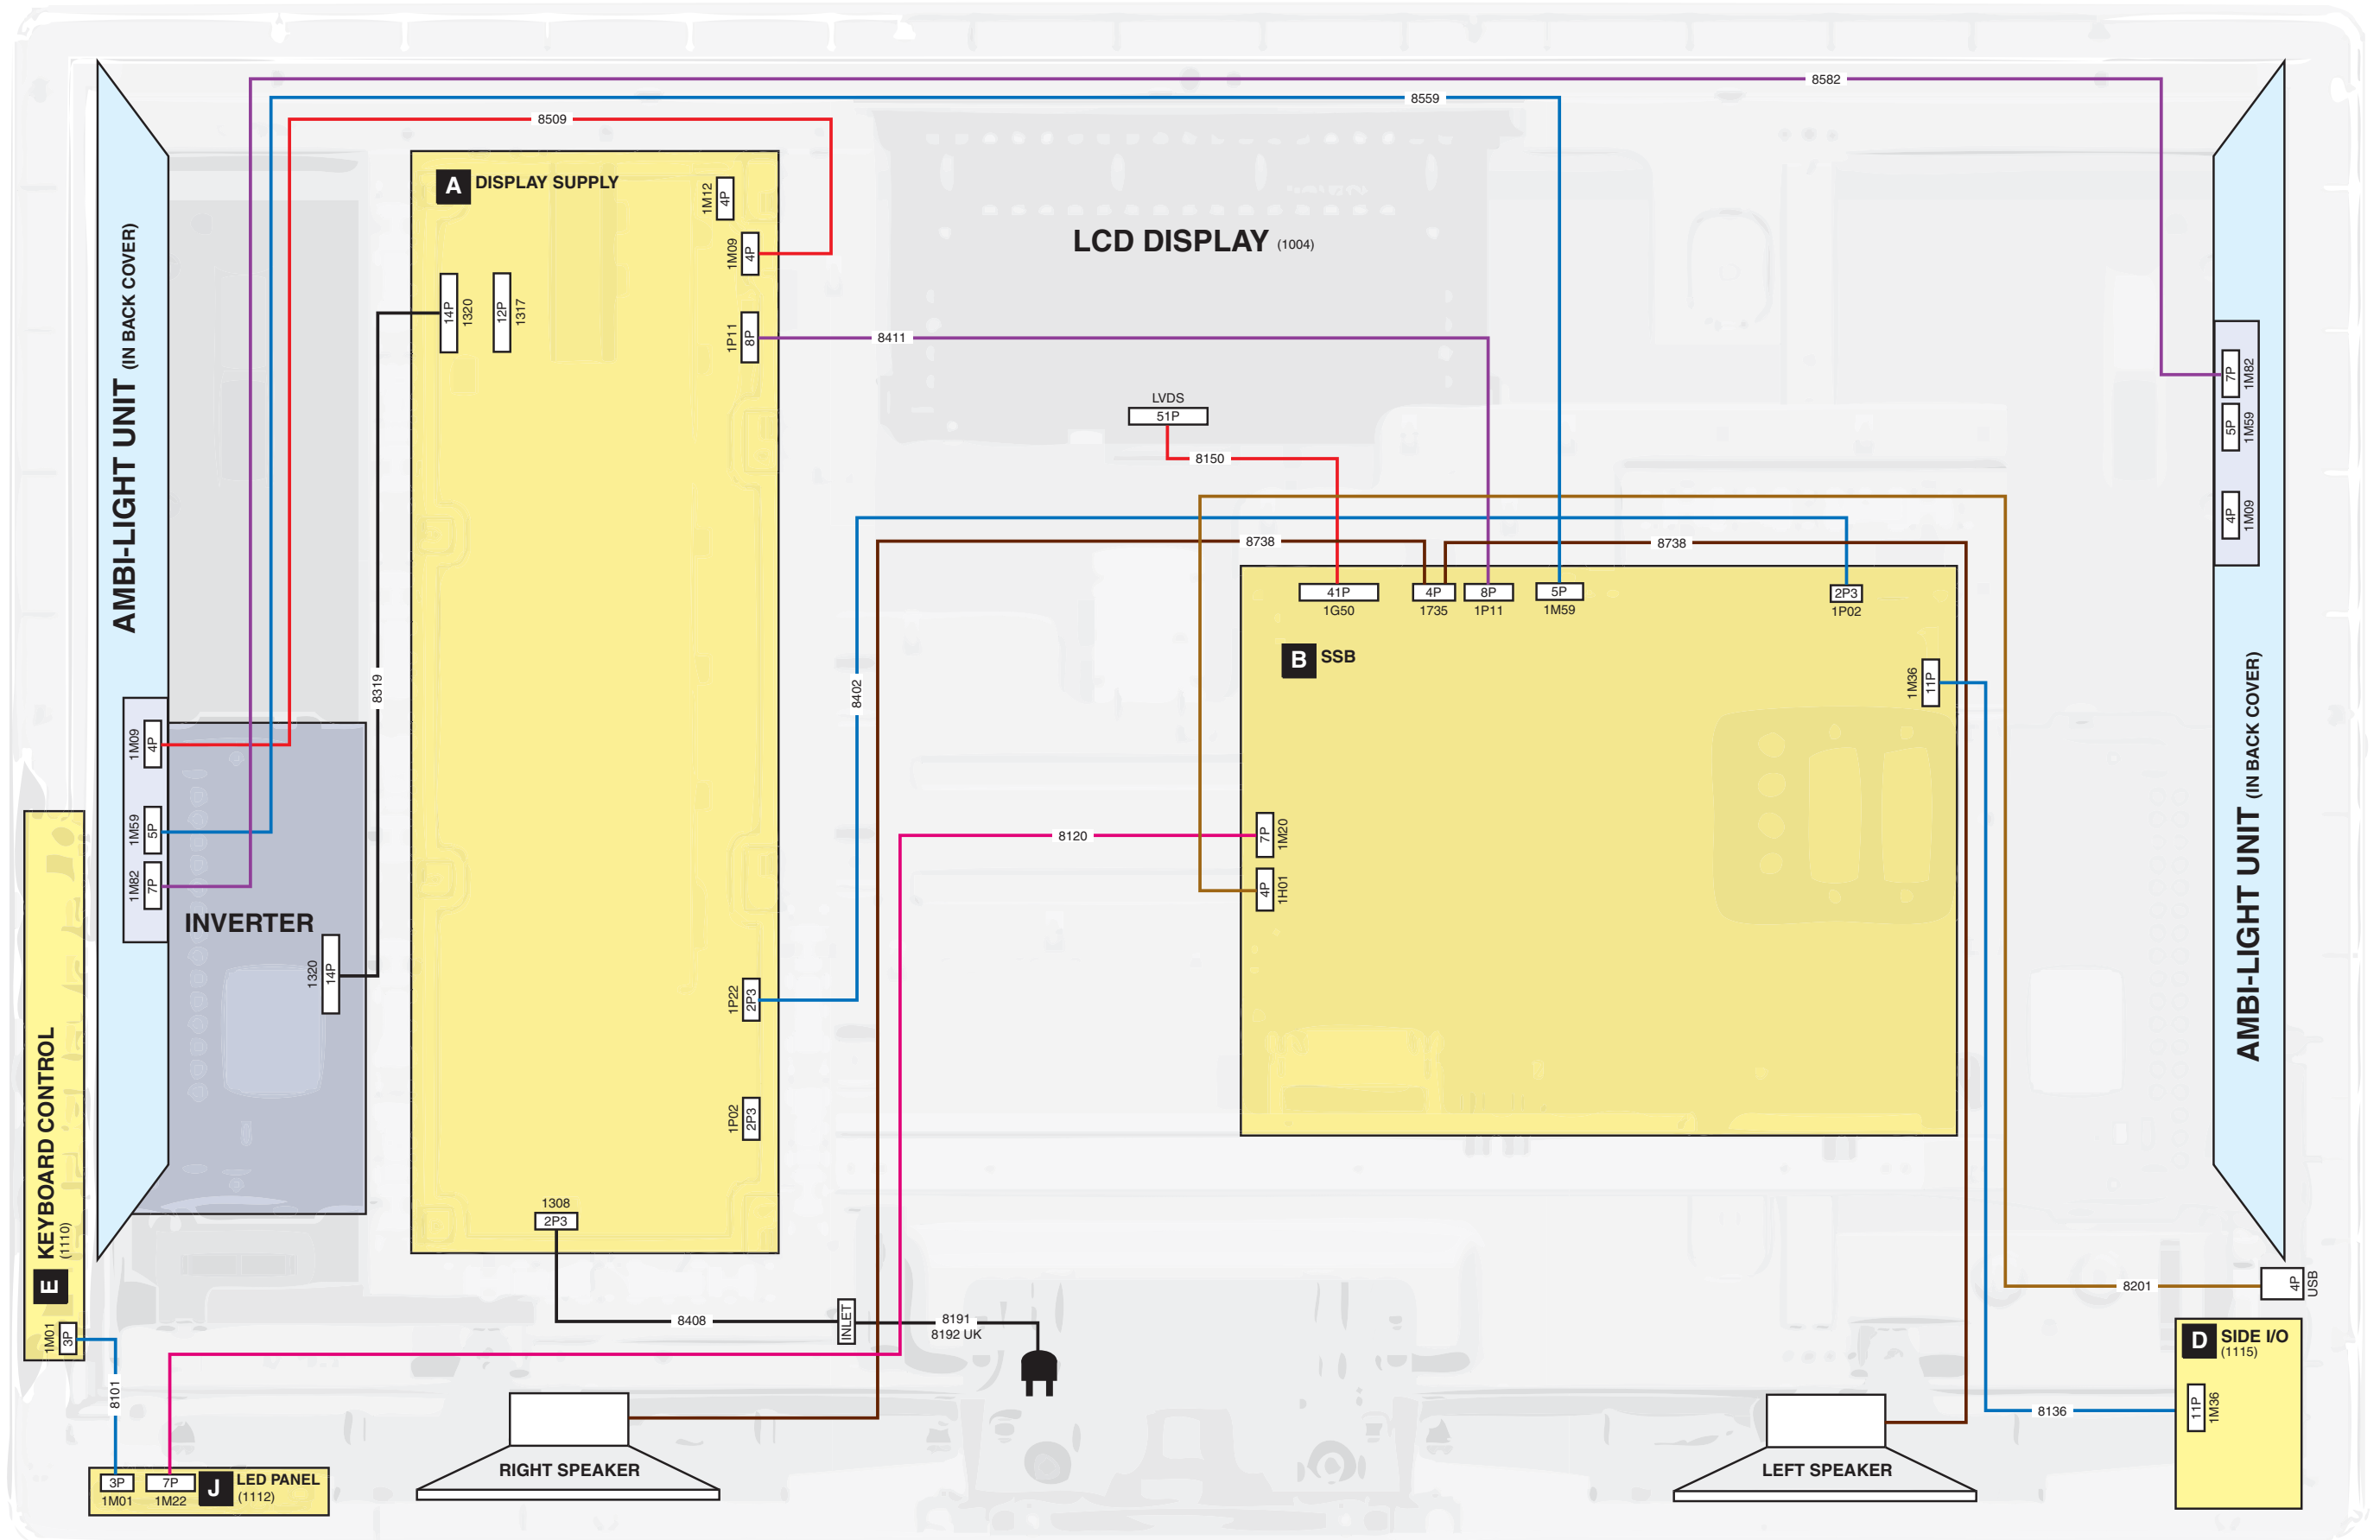 8582
8559
8509
A DISPLAY SUPPLY
1M12 4P
1M09 4P
LCD DISPLAY (1004)
14P 1320
12P 1317
1P11 8P
8411
AMBI-LIGHT UNIT (IN BACK COVER)
7P 1M82
5P 1M59
4P 1M09
LVDS
51P
8150
8738
8738
41P
1G50
4P
1735
8P
1P11
5P
1M59
2P3
1P02
B SSB
1M36 11P
8319
8402
1M09 4P
1M59 5P
1M82 7P
INVERTER
1320 14P
8120
7P 1M20
4P 1H01
AMBI-LIGHT UNIT (IN BACK COVER)
1P22 2P3
1P02 2P3
1308
2P3
E KEYBOARD CONTROL
(1110)
1M01 3P
8101
8408
INLET
8191
8192 UK
8201
4P
USB
D SIDE I/O
(1115)
11P 1M36
8136
3P
1M01
7P
1M22
J LED PANEL
(1112)
RIGHT SPEAKER
LEFT SPEAKER